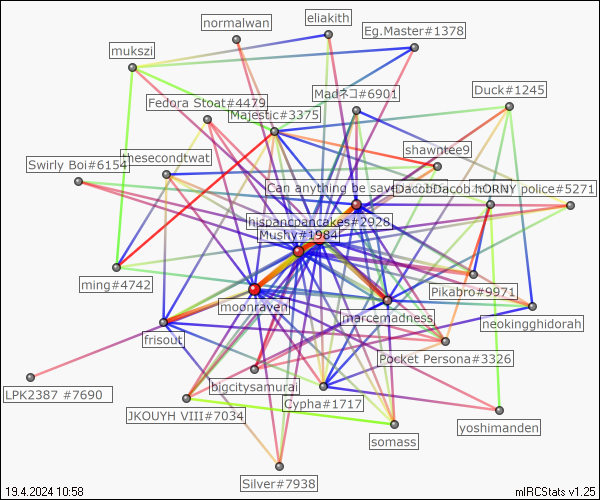 normalwan
eliakith
Eg.Master#1378
mukszi
Madネコ#6901
Duck#1245
Fedora Stoat#4479
Majestic#3375
shawntee9
thesecondtwat
Swirly Boi#6154
Can anything be save
Dacob
Dacob
hORNY police#5271
hispancpancakes#2928
Mushy#1984
ming#4742
Pikabro#9971
moonraven
marcemadness
neokingghidorah
frisout
Pocket Persona#3326
LPK2387 #7690
bigcitysamurai
Cypha#1717
JKOUYH VIII#7034
yoshimanden
somass
Silver#7938
19.4.2024 10:58
mIRCStats v1.25